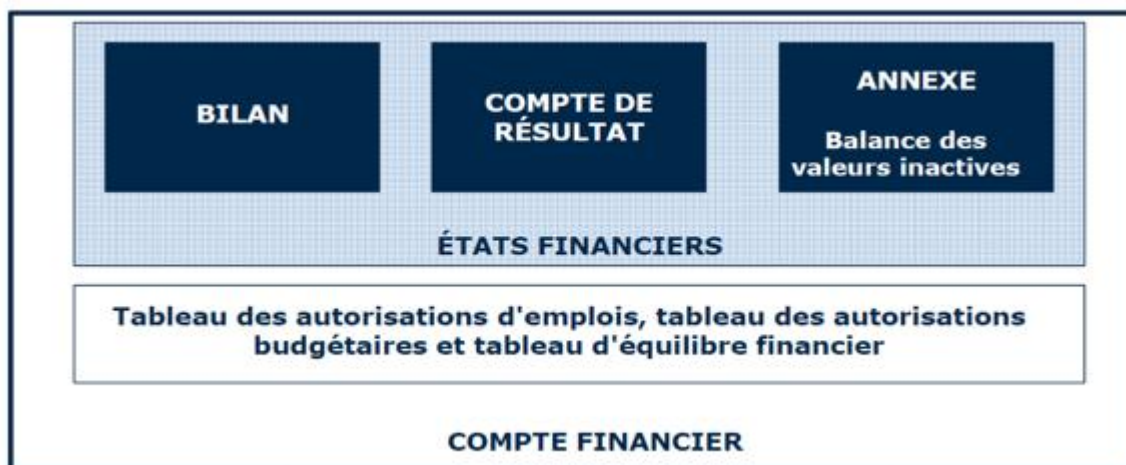 BILAN
COMPTE DE
RÉSULTAT
ANNEXE
Balance des
valeurs inactives
ÉTATS FINANCIERS
Tableau des autorisations d'emplois, tableau des autorisations
budgétaires et tableau d'équilibre financier
COMPTE FINANCIER